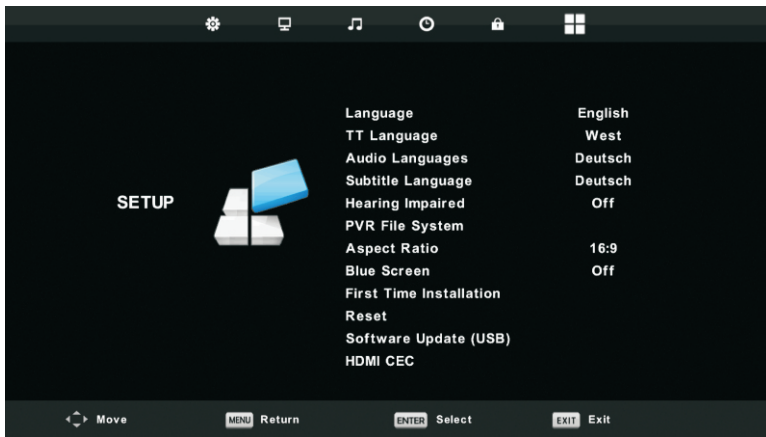 SETUP
Language English
TT Language West
Audio Languages Deutsch
Subtitle Language Deutsch
Hearing Impaired Off
PVR File System
Aspect Ratio 16:9
Blue Screen Off
First Time Installation
Reset
Software Update (USB)
HDMI CEC
Move MENU Return ENTER Select EXIT Exit